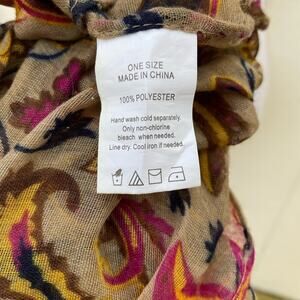 ONE SIZE
MADE IN CHINA
100% POLYESTER
Hand wash cold separately.
Only non-chlorine
bleach when needed.
Line dry. Cool iron if needed.